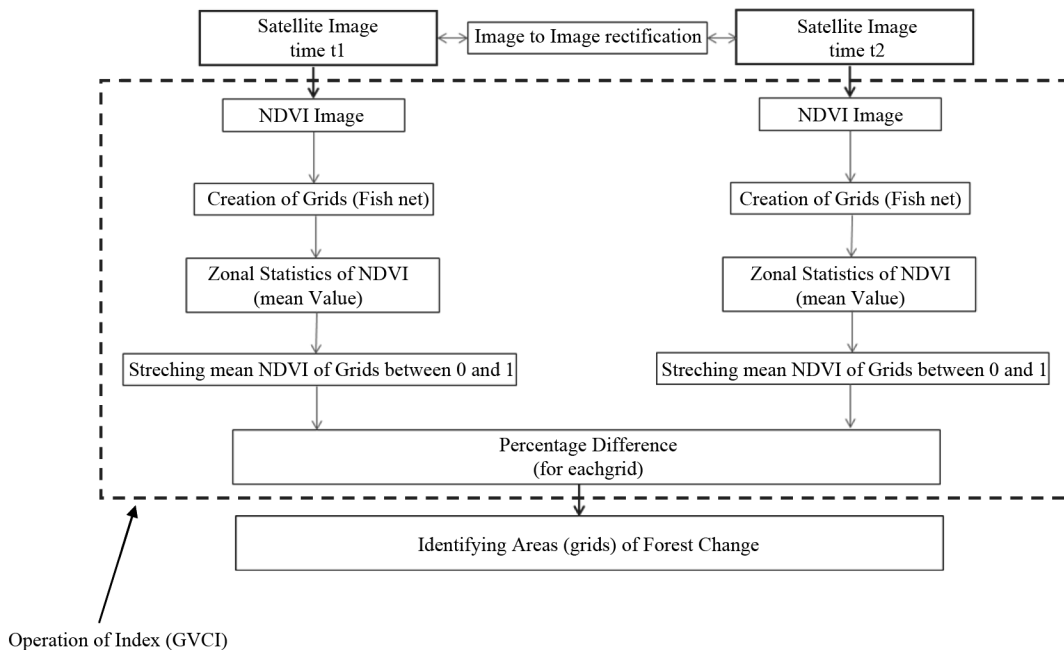 Satellite Image
time t1
Image to Image rectification
Satellite Image
time t2
NDVI Image
NDVI Image
Creation of Grids (Fish net)
Creation of Grids (Fish net)
Zonal Statistics of NDVI
(mean Value)
Zonal Statistics of NDVI
(mean Value)
Streching mean NDVI of Grids between 0 and 1
Streching mean NDVI of Grids between 0 and 1
Percentage Difference
(for eachgrid)
Identifying Areas (grids) of Forest Change
Operation of Index (GVCI)